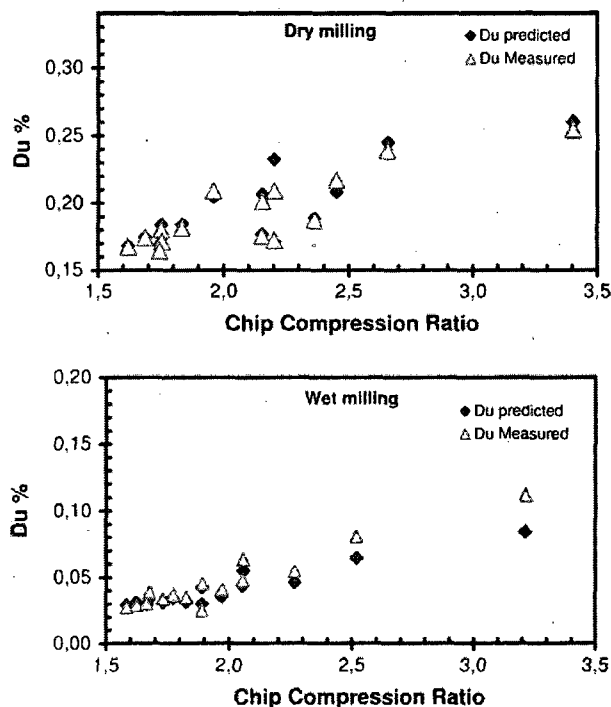 Dry milling
Du predicted
Du Measured
0,30
0,25
0,20
0,15
Du %
1,5 2,0 2,5 3,0 3,5
Chip Compression Ratio
Wet milling
Du predicted
Du Measured
0,20
0,15
0,10
0,05
0,00
Du %
1,5 2,0 2,5 3,0 3,5
Chip Compression Ratio